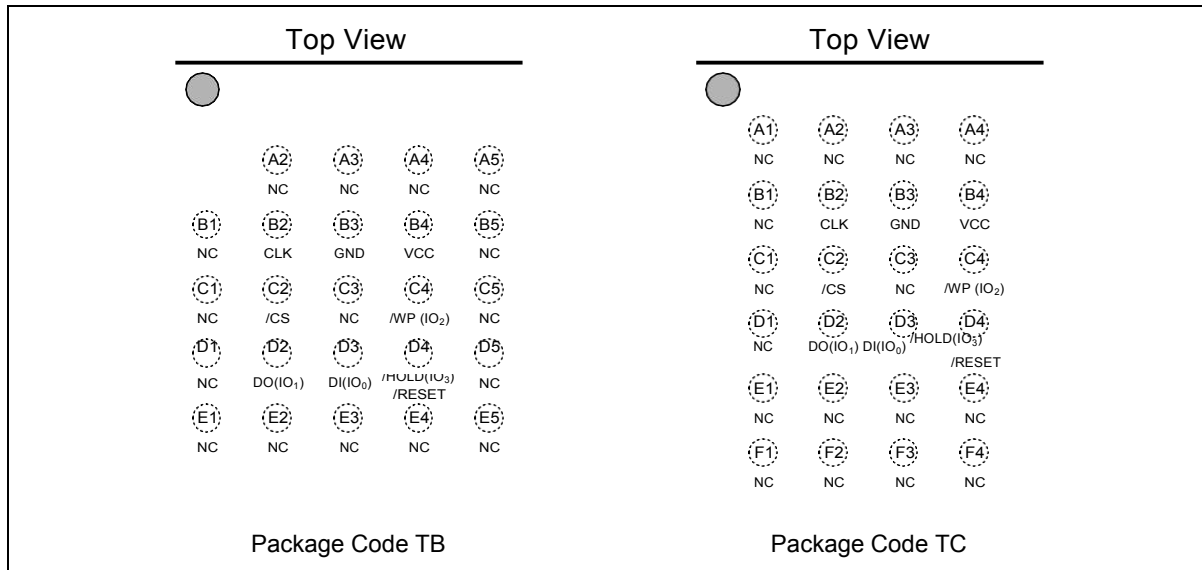 Top View
A2 A3 A4 A5
NC NC NC NC
B1 B2 B3 B4 B5
NC CLK GND VCC NC
C1 C2 C3 C4 C5
NC /CS NC /WP (IO₂) NC
D1 D2 D3 D4 D5
NC DO(IO₁) DI(IO₀) /HOLD(IO₃) NC
/RESET
E1 E2 E3 E4 E5
NC NC NC NC NC
Package Code TB
Top View
A1 A2 A3 A4
NC NC NC NC
B1 B2 B3 B4
NC CLK GND VCC
C1 C2 C3 C4
NC /CS NC /WP (IO₂)
D1 D2 D3 D4
NC DO(IO₁) DI(IO₀) /HOLD(IO₃)
/RESET
E1 E2 E3 E4
NC NC NC NC
F1 F2 F3 F4
NC NC NC NC
Package Code TC